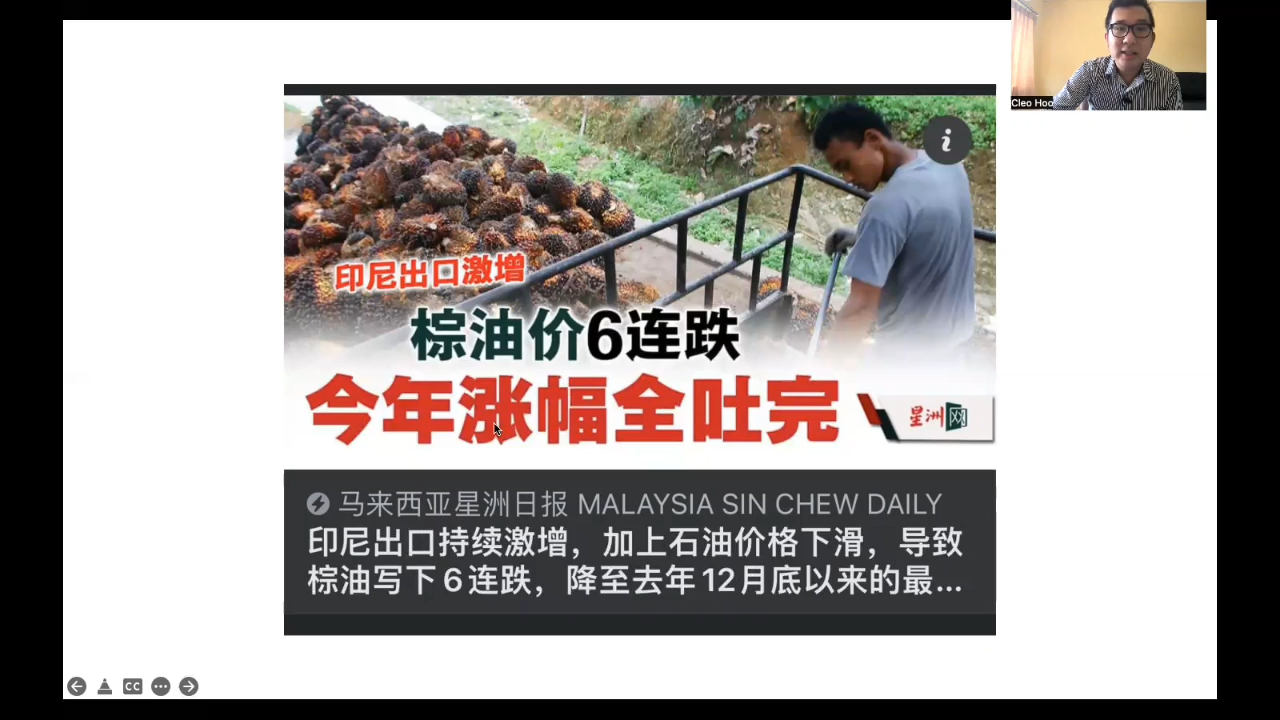 Cleo Hoo
印尼出口激增
棕油价6连跌
今年涨幅全吐完
星洲网
马来西亚星洲日报 MALAYSIA SIN CHEW DAILY
印尼出口持续激增，加上石油价格下滑，导致
棕油写下6连跌，降至去年12月底以来的最...
CC